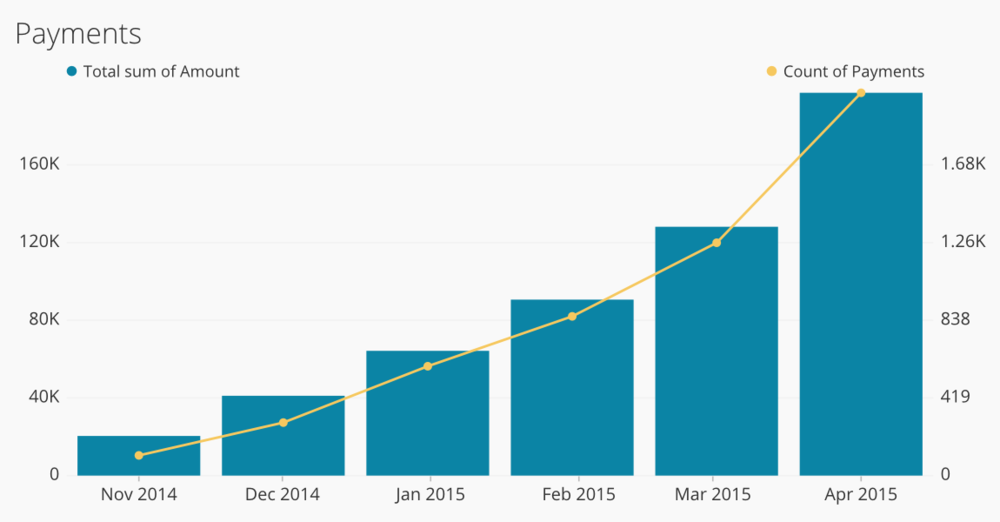 Payments
Total sum of Amount
Count of Payments
160K
1.68K
120K
1.26K
80K
838
40K
419
0
0
Nov 2014
Dec 2014
Jan 2015
Feb 2015
Mar 2015
Apr 2015